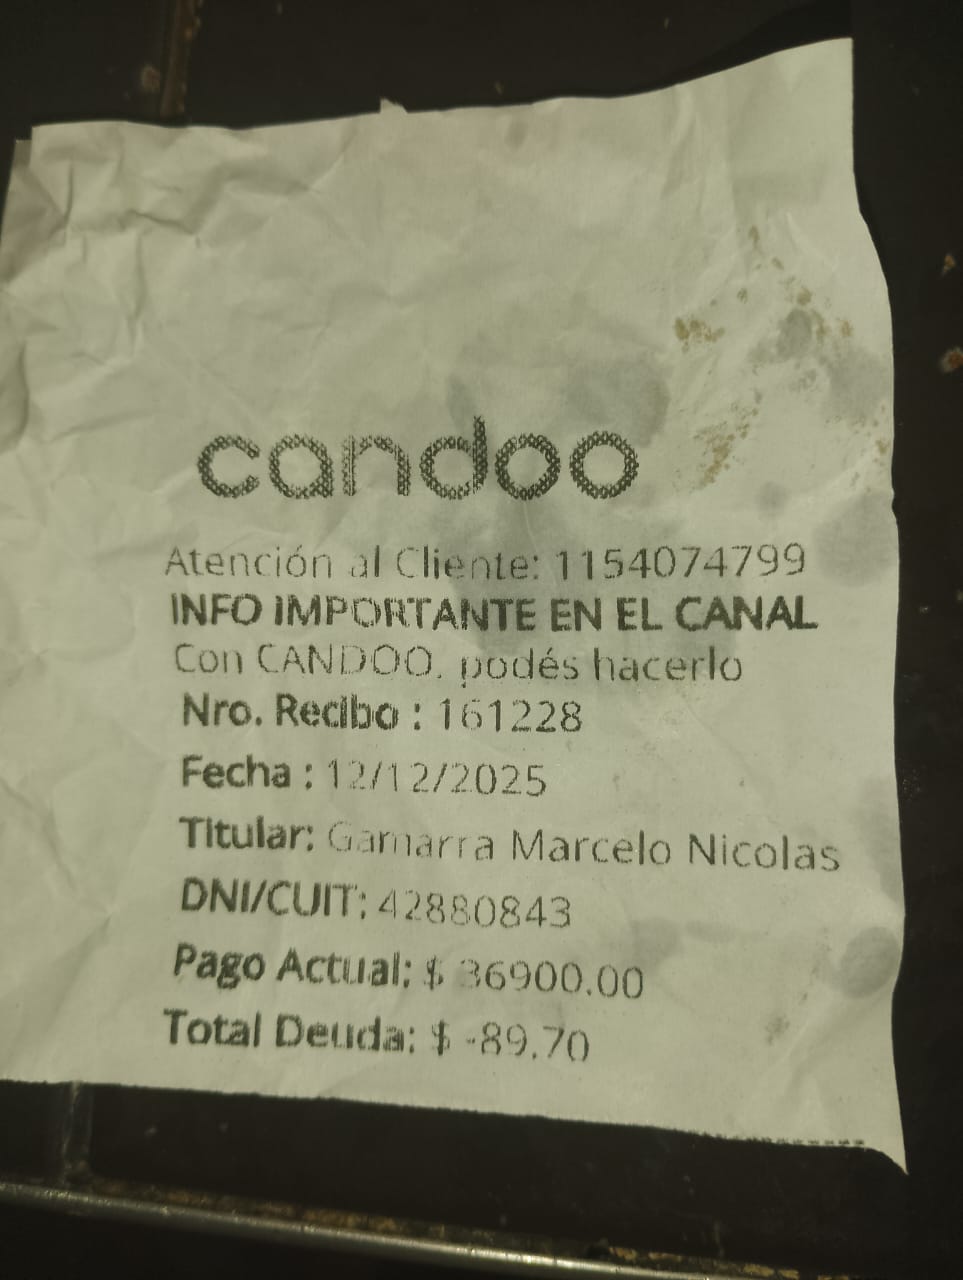 candoo
Atención al Cliente: 1154074799
INFO IMPORTANTE EN EL CANAL
Con CANDOO, podés hacerlo
Nro. Recibo : 161228
Fecha : 12/12/2025
Titular: Gamarra Marcelo Nicolas
DNI/CUIT: 42880843
Pago Actual: $ 36900.00
Total Deuda: $ -89.70